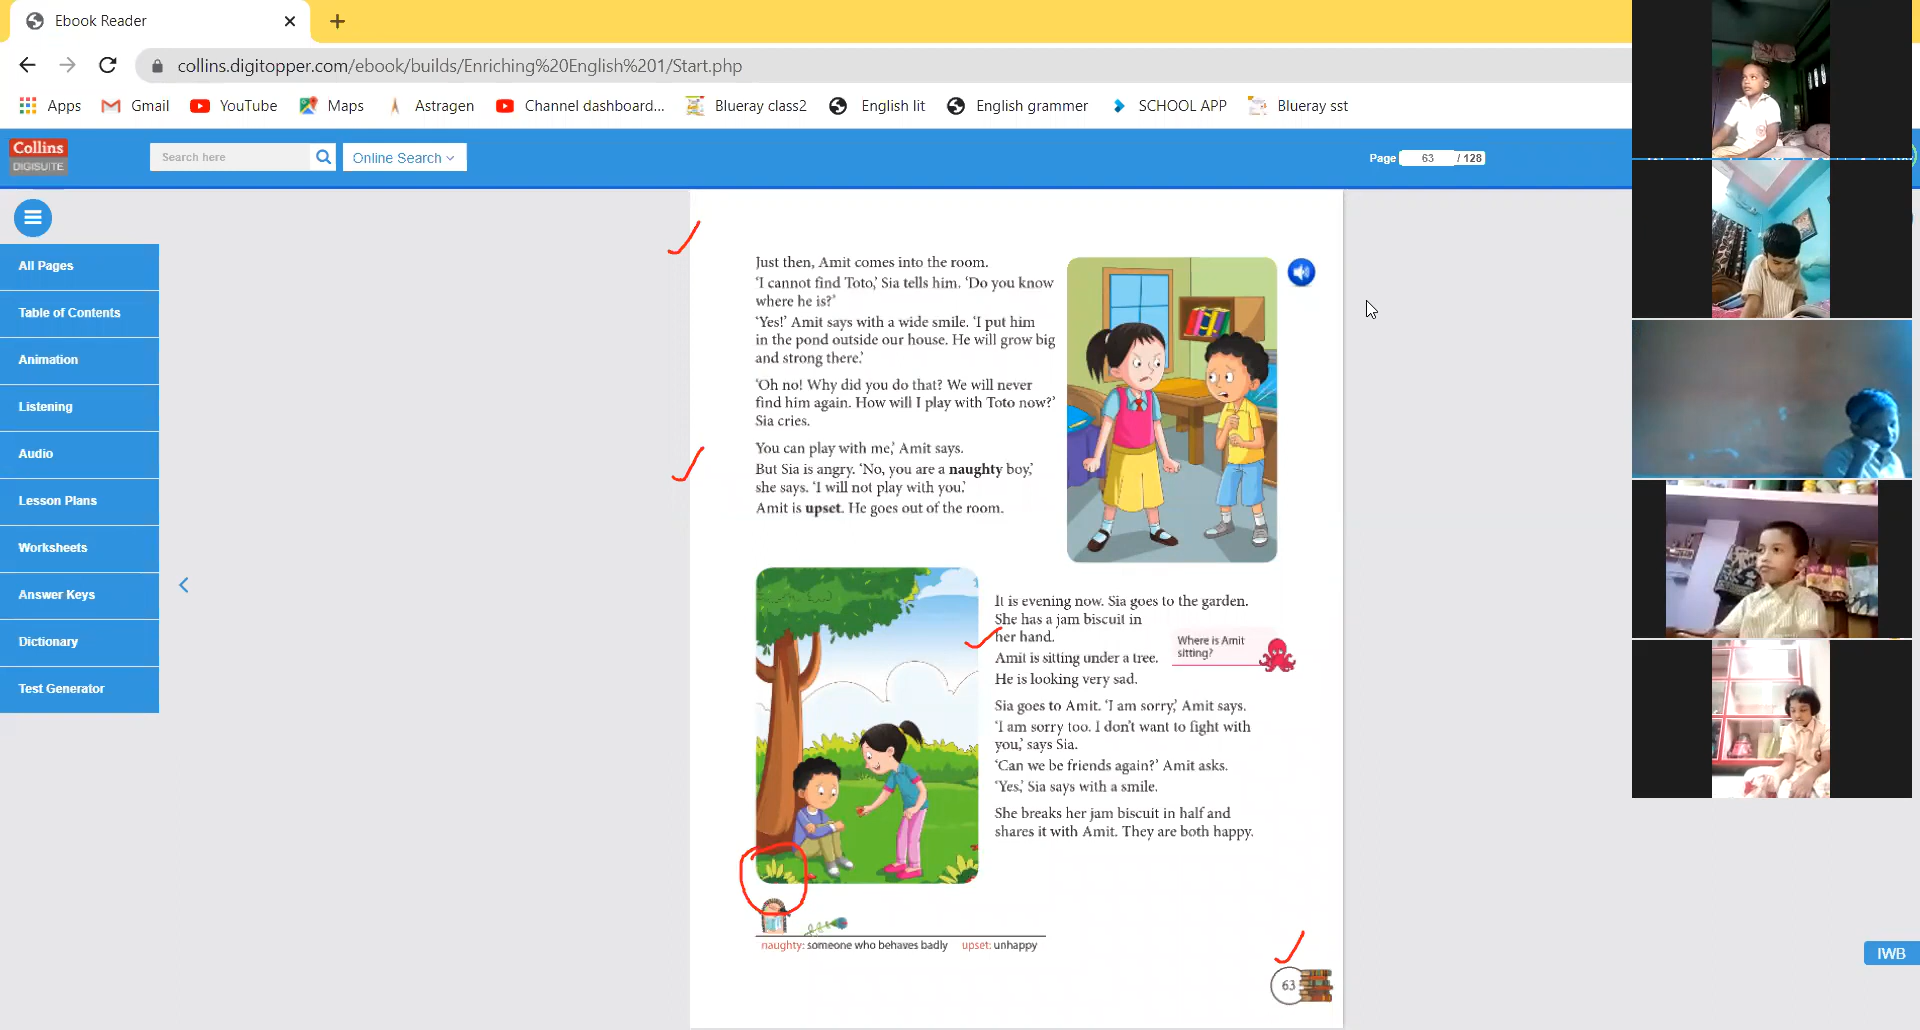 Ebook Reader
collins.digitopper.com/ebook/builds/Enriching%20English%201/Start.php
Apps Gmail YouTube Maps Astragen Channel dashboard... Blueray class2 English lit English grammer SCHOOL APP Blueray sst
Collins
DIGISUITE
Search here
Online Search
Page 63 / 128
All Pages
Table of Contents
Animation
Listening
Audio
Lesson Plans
Worksheets
Answer Keys
Dictionary
Test Generator
Just then, Amit comes into the room.
‘I cannot find Toto,’ Sia tells him. ‘Do you know
where he is?’
‘Yes!’ Amit says with a wide smile. ‘I put him
in the pond outside our house. He will grow big
and strong there.’
‘Oh no! Why did you do that? We will never
find him again. How will I play with Toto now?’
Sia cries.
You can play with me,’ Amit says.
But Sia is angry. ‘No, you are a naughty boy,’
she says. ‘I will not play with you.’
Amit is upset. He goes out of the room.
It is evening now. Sia goes to the garden.
She has a jam biscuit in
her hand.
Amit is sitting under a tree.
He is looking very sad.
Where is Amit
sitting?
Sia goes to Amit. ‘I am sorry,’ Amit says.
‘I am sorry too. I don’t want to fight with
you,’ says Sia.
‘Can we be friends again?’ Amit asks.
‘Yes,’ Sia says with a smile.
She breaks her jam biscuit in half and
shares it with Amit. They are both happy.
naughty: someone who behaves badly upset: unhappy
63
IWB